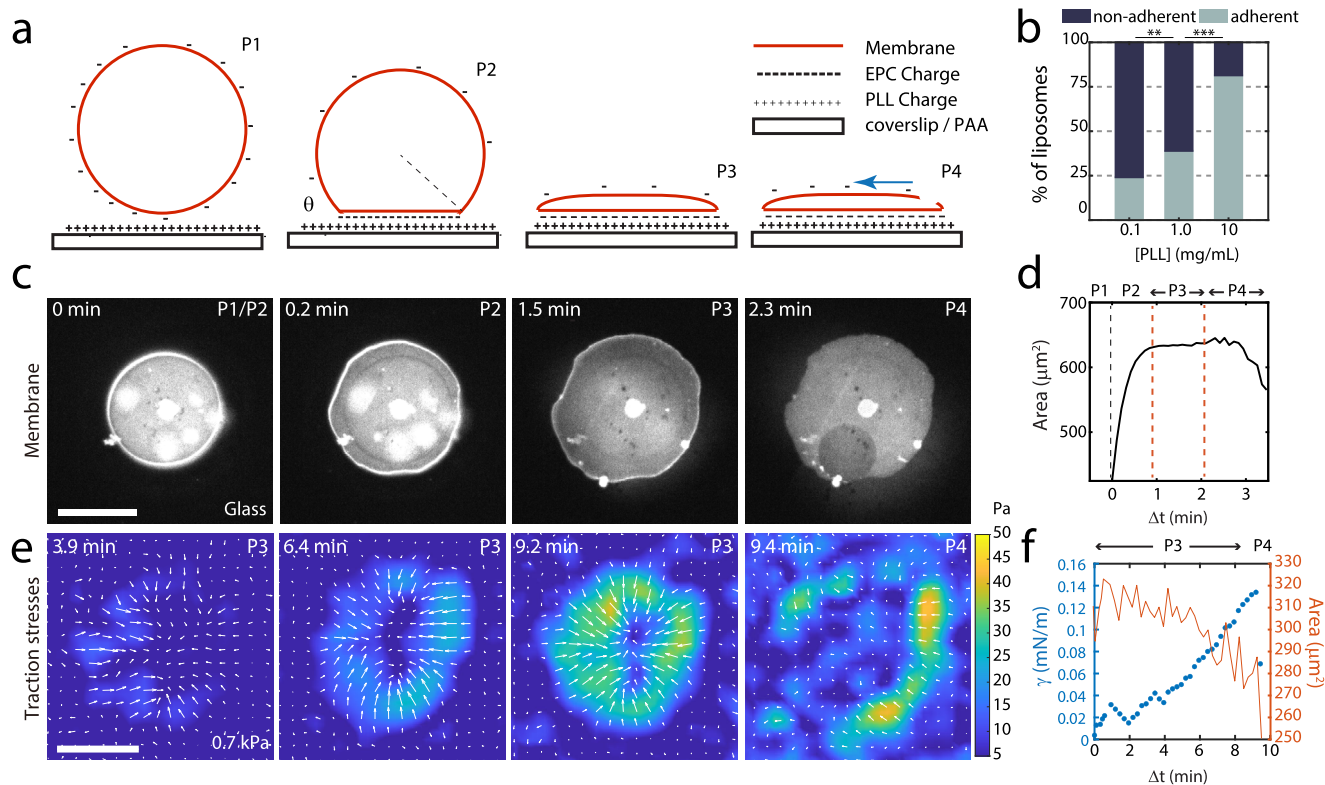 a
P1
P2
P3
P4
θ
Membrane
EPC Charge
PLL Charge
coverslip / PAA
b
non-adherent
adherent
**
***
100
75
50
25
0
% of liposomes
0.1
1.0
10
[PLL] (mg/mL)
c
Membrane
0 min
P1/P2
Glass
0.2 min
P2
1.5 min
P3
2.3 min
P4
d
P1
P2
P3
P4
700
600
500
Area (μm²)
0
1
2
3
Δt (min)
e
Traction stresses
3.9 min
P3
0.7 kPa
6.4 min
P3
9.2 min
P3
9.4 min
P4
Pa
50
45
40
35
30
25
20
15
10
5
f
P3
P4
0.16
0.14
0.12
0.1
0.08
0.06
0.04
0.02
0
γ (mN/m)
330
320
310
300
290
280
270
260
250
Area (μm²)
0
2
4
6
8
10
Δt (min)